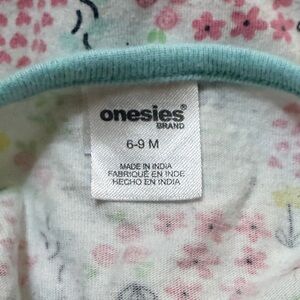 onesies®
BRAND
6-9 M
MADE IN INDIA
FABRIQUÉ EN INDE
HECHO EN INDIA